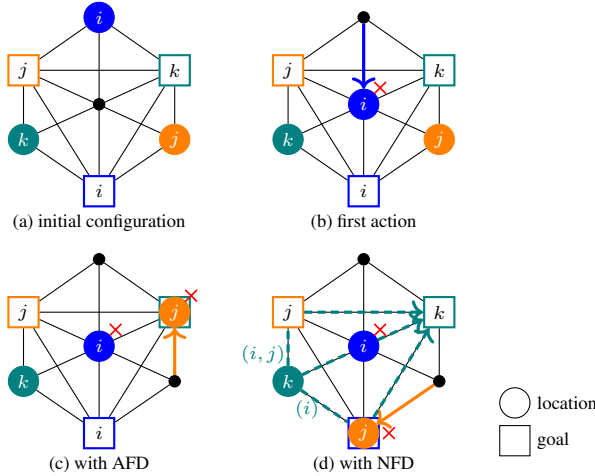 i
j
k
k
j
i
(a) initial configuration
j
k
i
k
j
i
(b) first action
j
j
i
k
i
(c) with AFD
j
k
i
(i, j)
k
(i)
j
(d) with NFD
location
goal